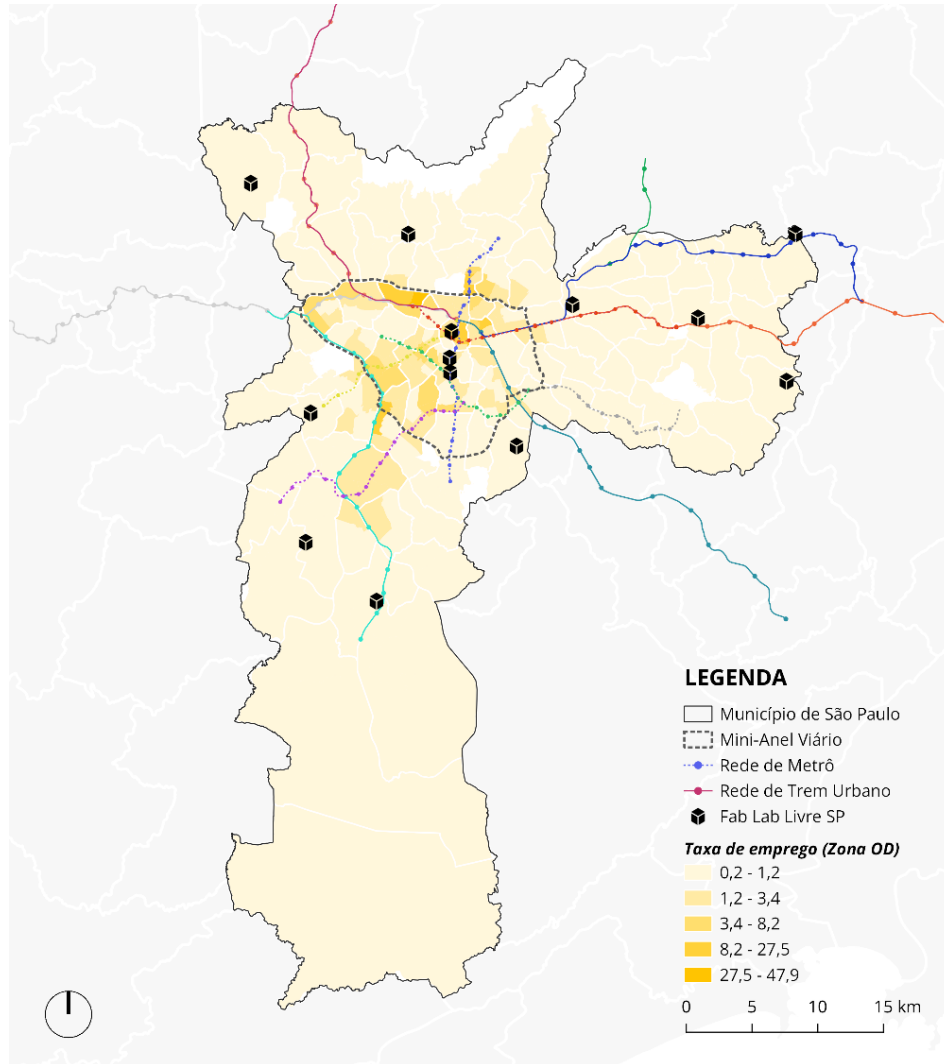 LEGENDA
Município de São Paulo
Mini-Anel Viário
Rede de Metrô
Rede de Trem Urbano
Fab Lab Livre SP
Taxa de emprego (Zona OD)
0,2 - 1,2
1,2 - 3,4
3,4 - 8,2
8,2 - 27,5
27,5 - 47,9
0 5 10 15 km